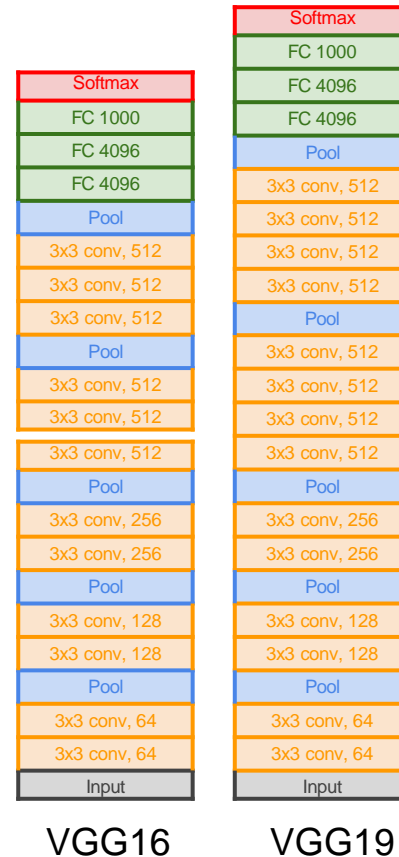 Softmax
FC 1000
FC 4096
FC 4096
Pool
3x3 conv, 512
3x3 conv, 512
3x3 conv, 512
Pool
3x3 conv, 512
3x3 conv, 512
3x3 conv, 512
Pool
3x3 conv, 256
3x3 conv, 256
Pool
3x3 conv, 128
3x3 conv, 128
Pool
3x3 conv, 64
3x3 conv, 64
Input
VGG16
Softmax
FC 1000
FC 4096
FC 4096
Pool
3x3 conv, 512
3x3 conv, 512
3x3 conv, 512
3x3 conv, 512
Pool
3x3 conv, 512
3x3 conv, 512
3x3 conv, 512
3x3 conv, 512
Pool
3x3 conv, 256
3x3 conv, 256
Pool
3x3 conv, 128
3x3 conv, 128
Pool
3x3 conv, 64
3x3 conv, 64
Input
VGG19